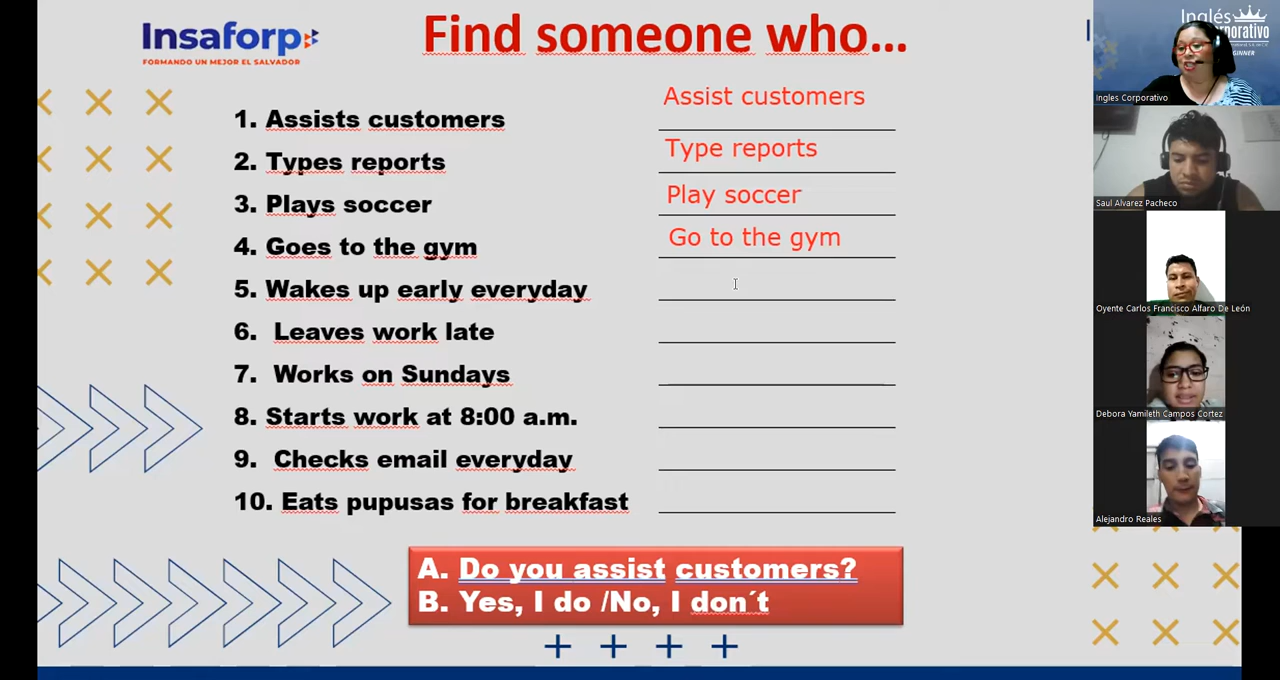 Insaforp
FORMANDO UN MEJOR EL SALVADOR
Find someone who...
1. Assists customers
Assist customers
2. Types reports
Type reports
3. Plays soccer
Play soccer
4. Goes to the gym
Go to the gym
5. Wakes up early everyday
6. Leaves work late
7. Works on Sundays
8. Starts work at 8:00 a.m.
9. Checks email everyday
10. Eats pupusas for breakfast
A. Do you assist customers?
B. Yes, I do /No, I don´t
Inglés
Ingles Corporativo
Saul Alvarez Pacheco
Oyente Carlos Francisco Alfaro De León
Debora Yamileth Campos Cortez
Alejandro Reales